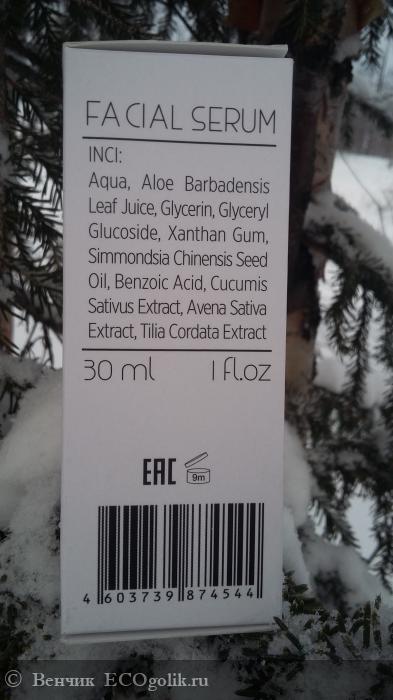 FACIAL SERUM
INCI:
Aqua, Aloe Barbadensis
Leaf Juice, Glycerin, Glyceryl
Glucoside, Xanthan Gum,
Simmondsia Chinensis Seed
Oil, Benzoic Acid, Cucumis
Sativus Extract, Avena Sativa
Extract, Tilia Cordata Extract
30 ml 1 fl.oz
EAC 9m
4 603739 874544
© Венчик ECOgolik.ru